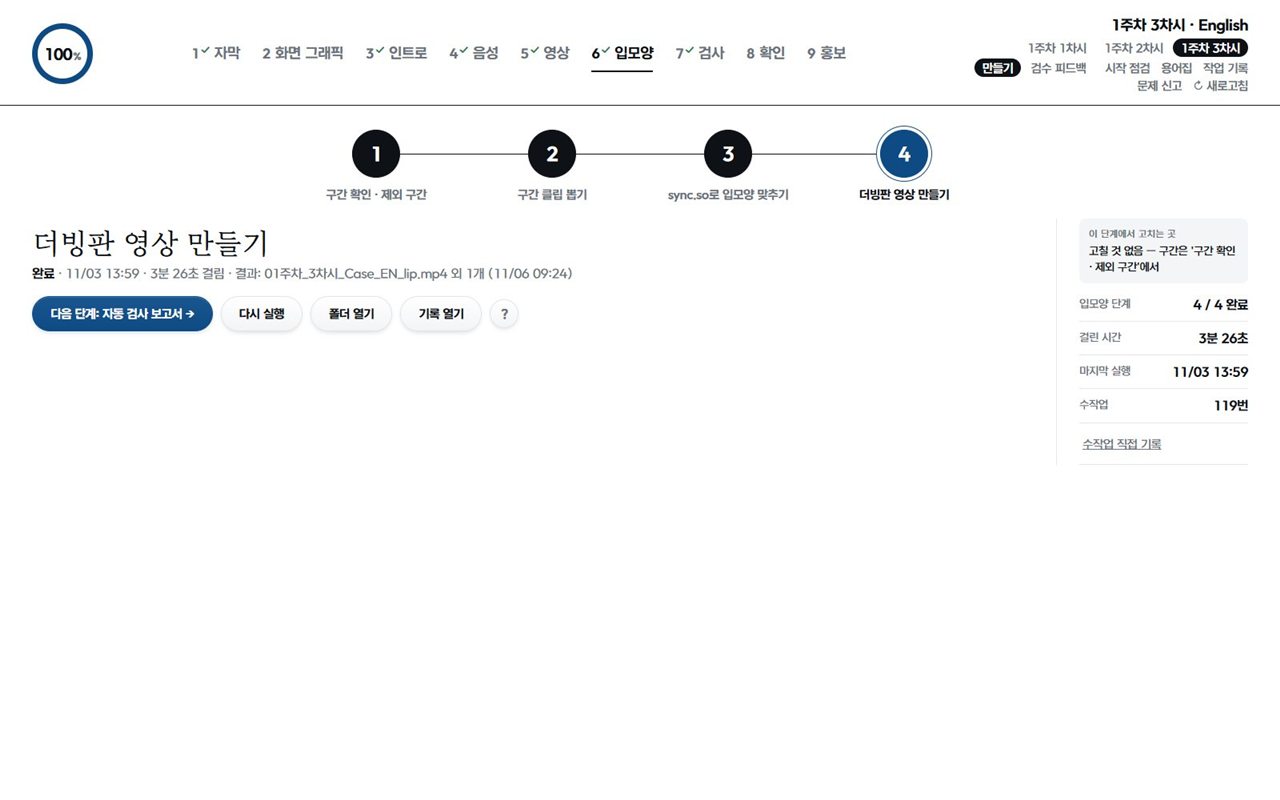 100%
1✓ 자막 2 화면 그래픽 3✓ 인트로 4✓ 음성 5✓ 영상 6✓ 입모양 7✓ 검사 8 확인 9 홍보
1주차 3차시 · English
1주차 1차시 1주차 2차시 1주차 3차시
만들기 검수 피드백 시작 점검 용어집 작업 기록
문제 신고 ↻ 새로고침
1 2 3 4
구간 확인 · 제외 구간 구간 클립 뽑기 sync.so로 입모양 맞추기 더빙판 영상 만들기
더빙판 영상 만들기
완료 · 11/03 13:59 · 3분 26초 걸림 · 결과: 01주차_3차시_Case_EN_lip.mp4 외 1개 (11/06 09:24)
다음 단계: 자동 검사 보고서 → 다시 실행 폴더 열기 기록 열기 ?
이 단계에서 고치는 곳
고칠 것 없음 — 구간은 '구간 확인
· 제외 구간'에서
입모양 단계 4 / 4 완료
걸린 시간 3분 26초
마지막 실행 11/03 13:59
수작업 119번
수작업 직접 기록